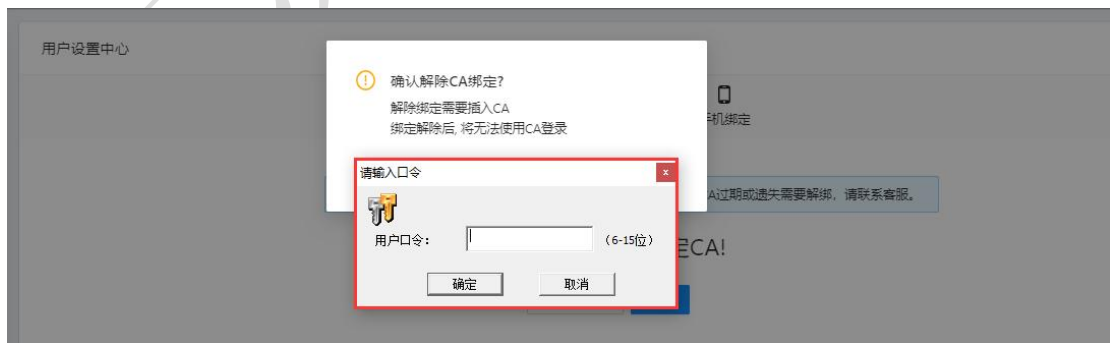 用户设置中心
确认解除CA绑定?
解除绑定需要插入CA
绑定解除后, 将无法使用CA登录
机绑定
请输入口令
A过期或遗失需要解绑，请联系客服。
用户口令：
(6-15位)
CA!
确定
取消